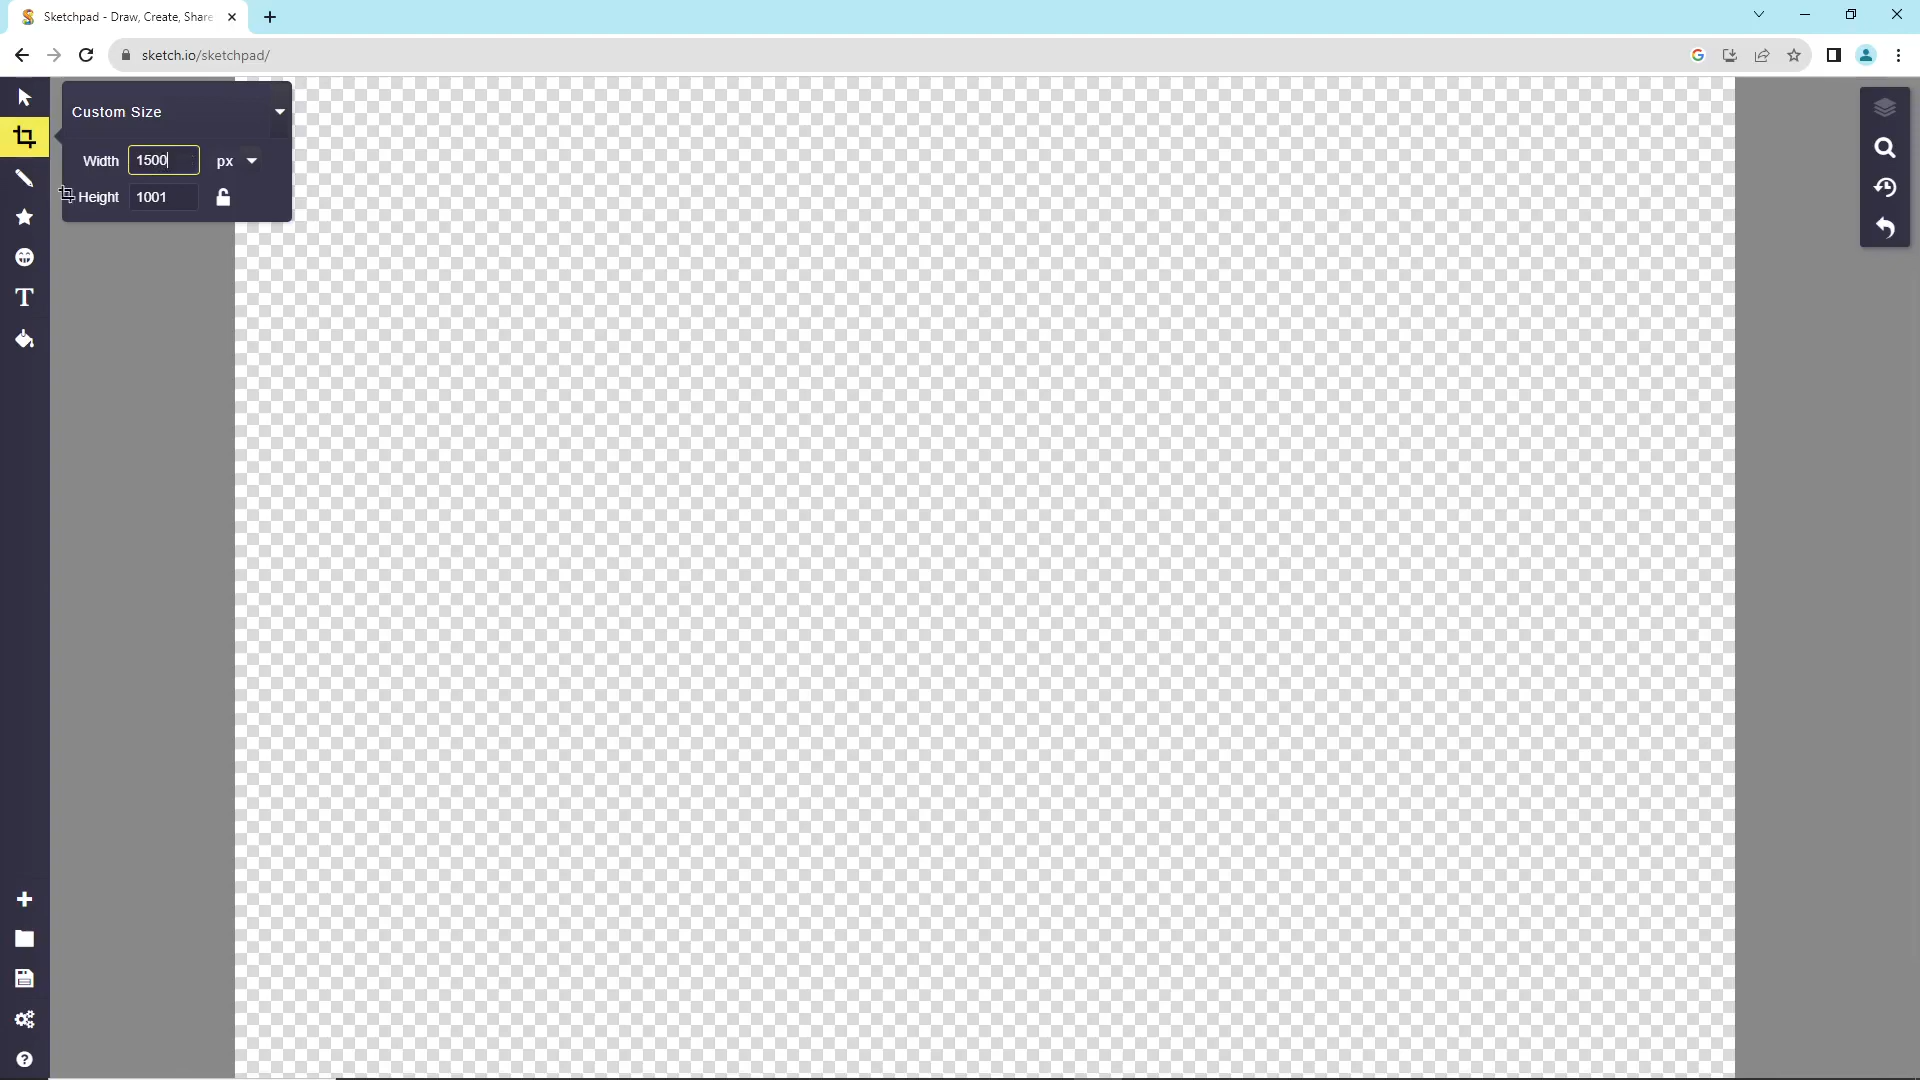 Sketchpad - Draw, Create, Share
sketch.io/sketchpad/
Custom Size
Width 1500 px
Height 1001
T